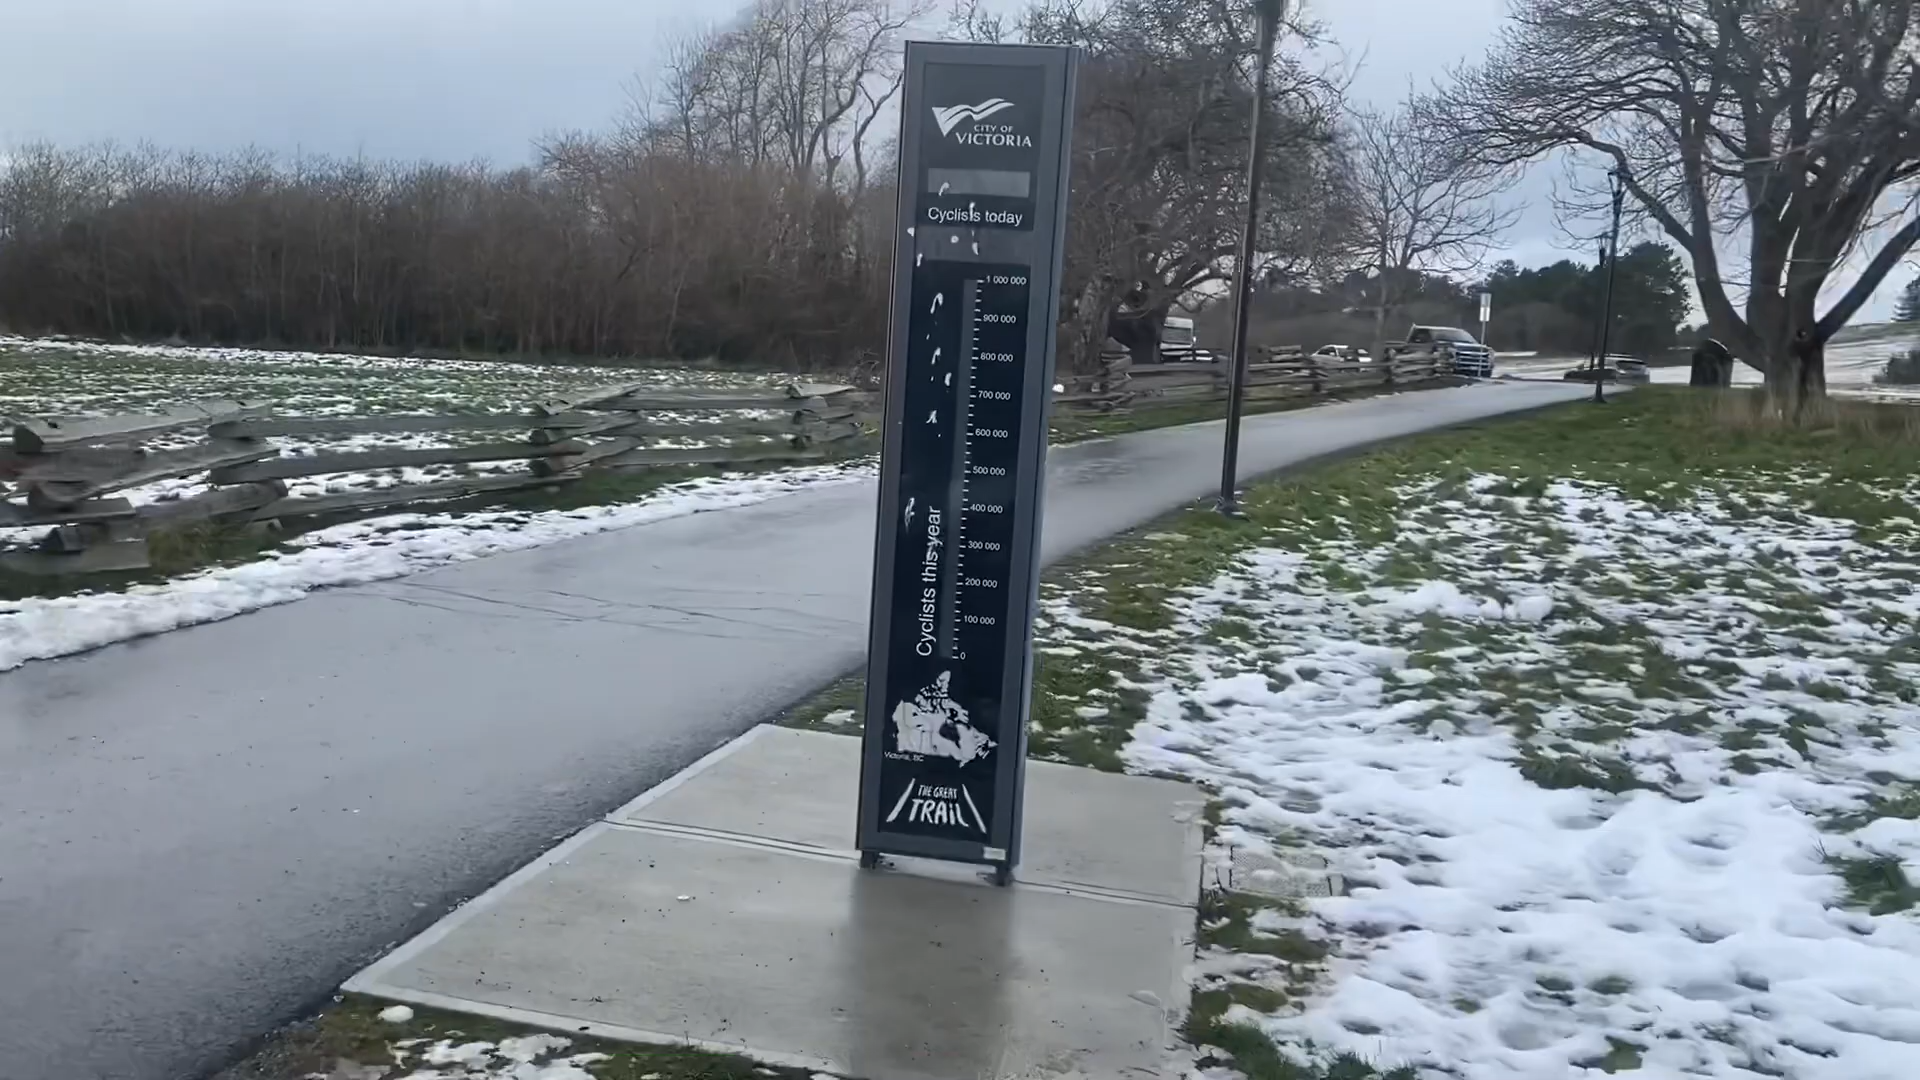 CITY OF
VICTORIA
Cyclists today
1 000 000
900 000
800 000
700 000
600 000
500 000
400 000
300 000
200 000
100 000
0
Cyclists this year
Victoria, BC
THE GREAT
TRAIL